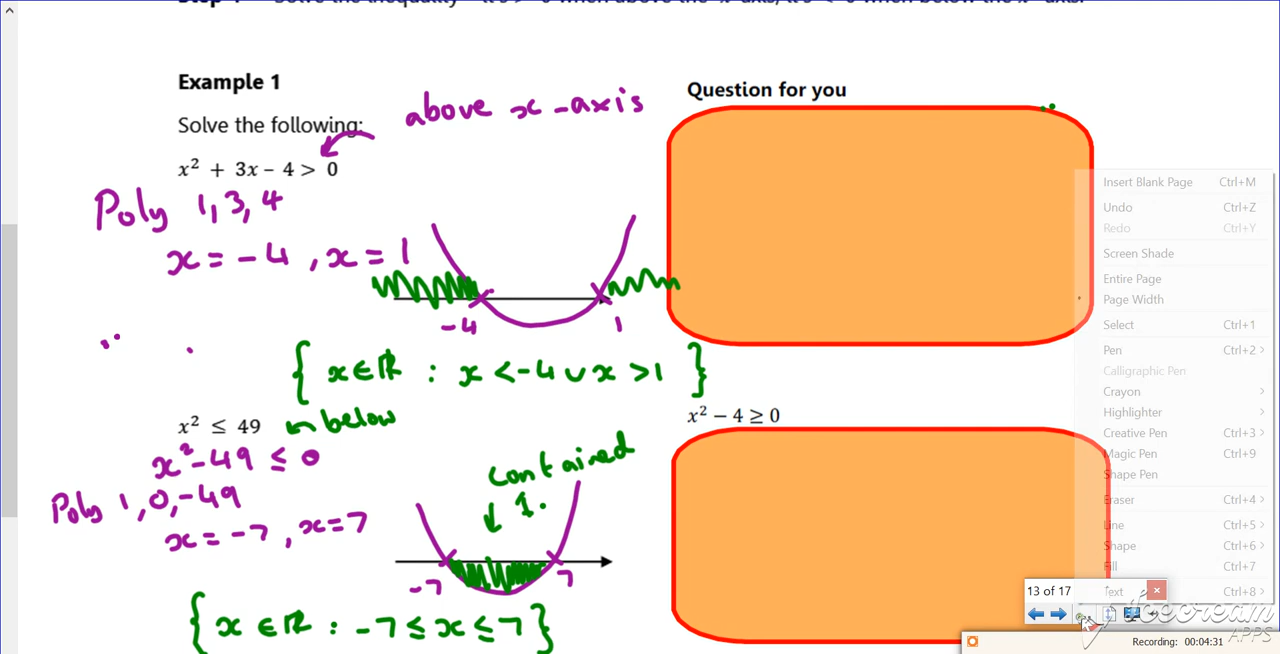 Example 1
above x-axis
Solve the following:
x² + 3x – 4 > 0
Poly 1, 3, 4
x = -4, x = 1
-4
1
{ x ∈ ℝ : x < -4 ∪ x > 1 }
x² ≤ 49
below
x² - 49 ≤ 0
Poly 1, 0, -49
x = -7, x = 7
contained
1.
-7
7
{ x ∈ ℝ : -7 ≤ x ≤ 7 }
Question for you
x² – 4 ≥ 0
Insert Blank Page Ctrl+M
Undo Ctrl+Z
Redo Ctrl+Y
Screen Shade
Entire Page
Page Width
Select Ctrl+1
Pen Ctrl+2
Calligraphic Pen
Crayon
Highlighter
Creative Pen Ctrl+3
Magic Pen Ctrl+9
Shape Pen
Eraser Ctrl+4
Line Ctrl+5
Shape Ctrl+6
Fill Ctrl+7
Text Ctrl+8
13 of 17
Icecream
APPS
Recording: 00:04:31